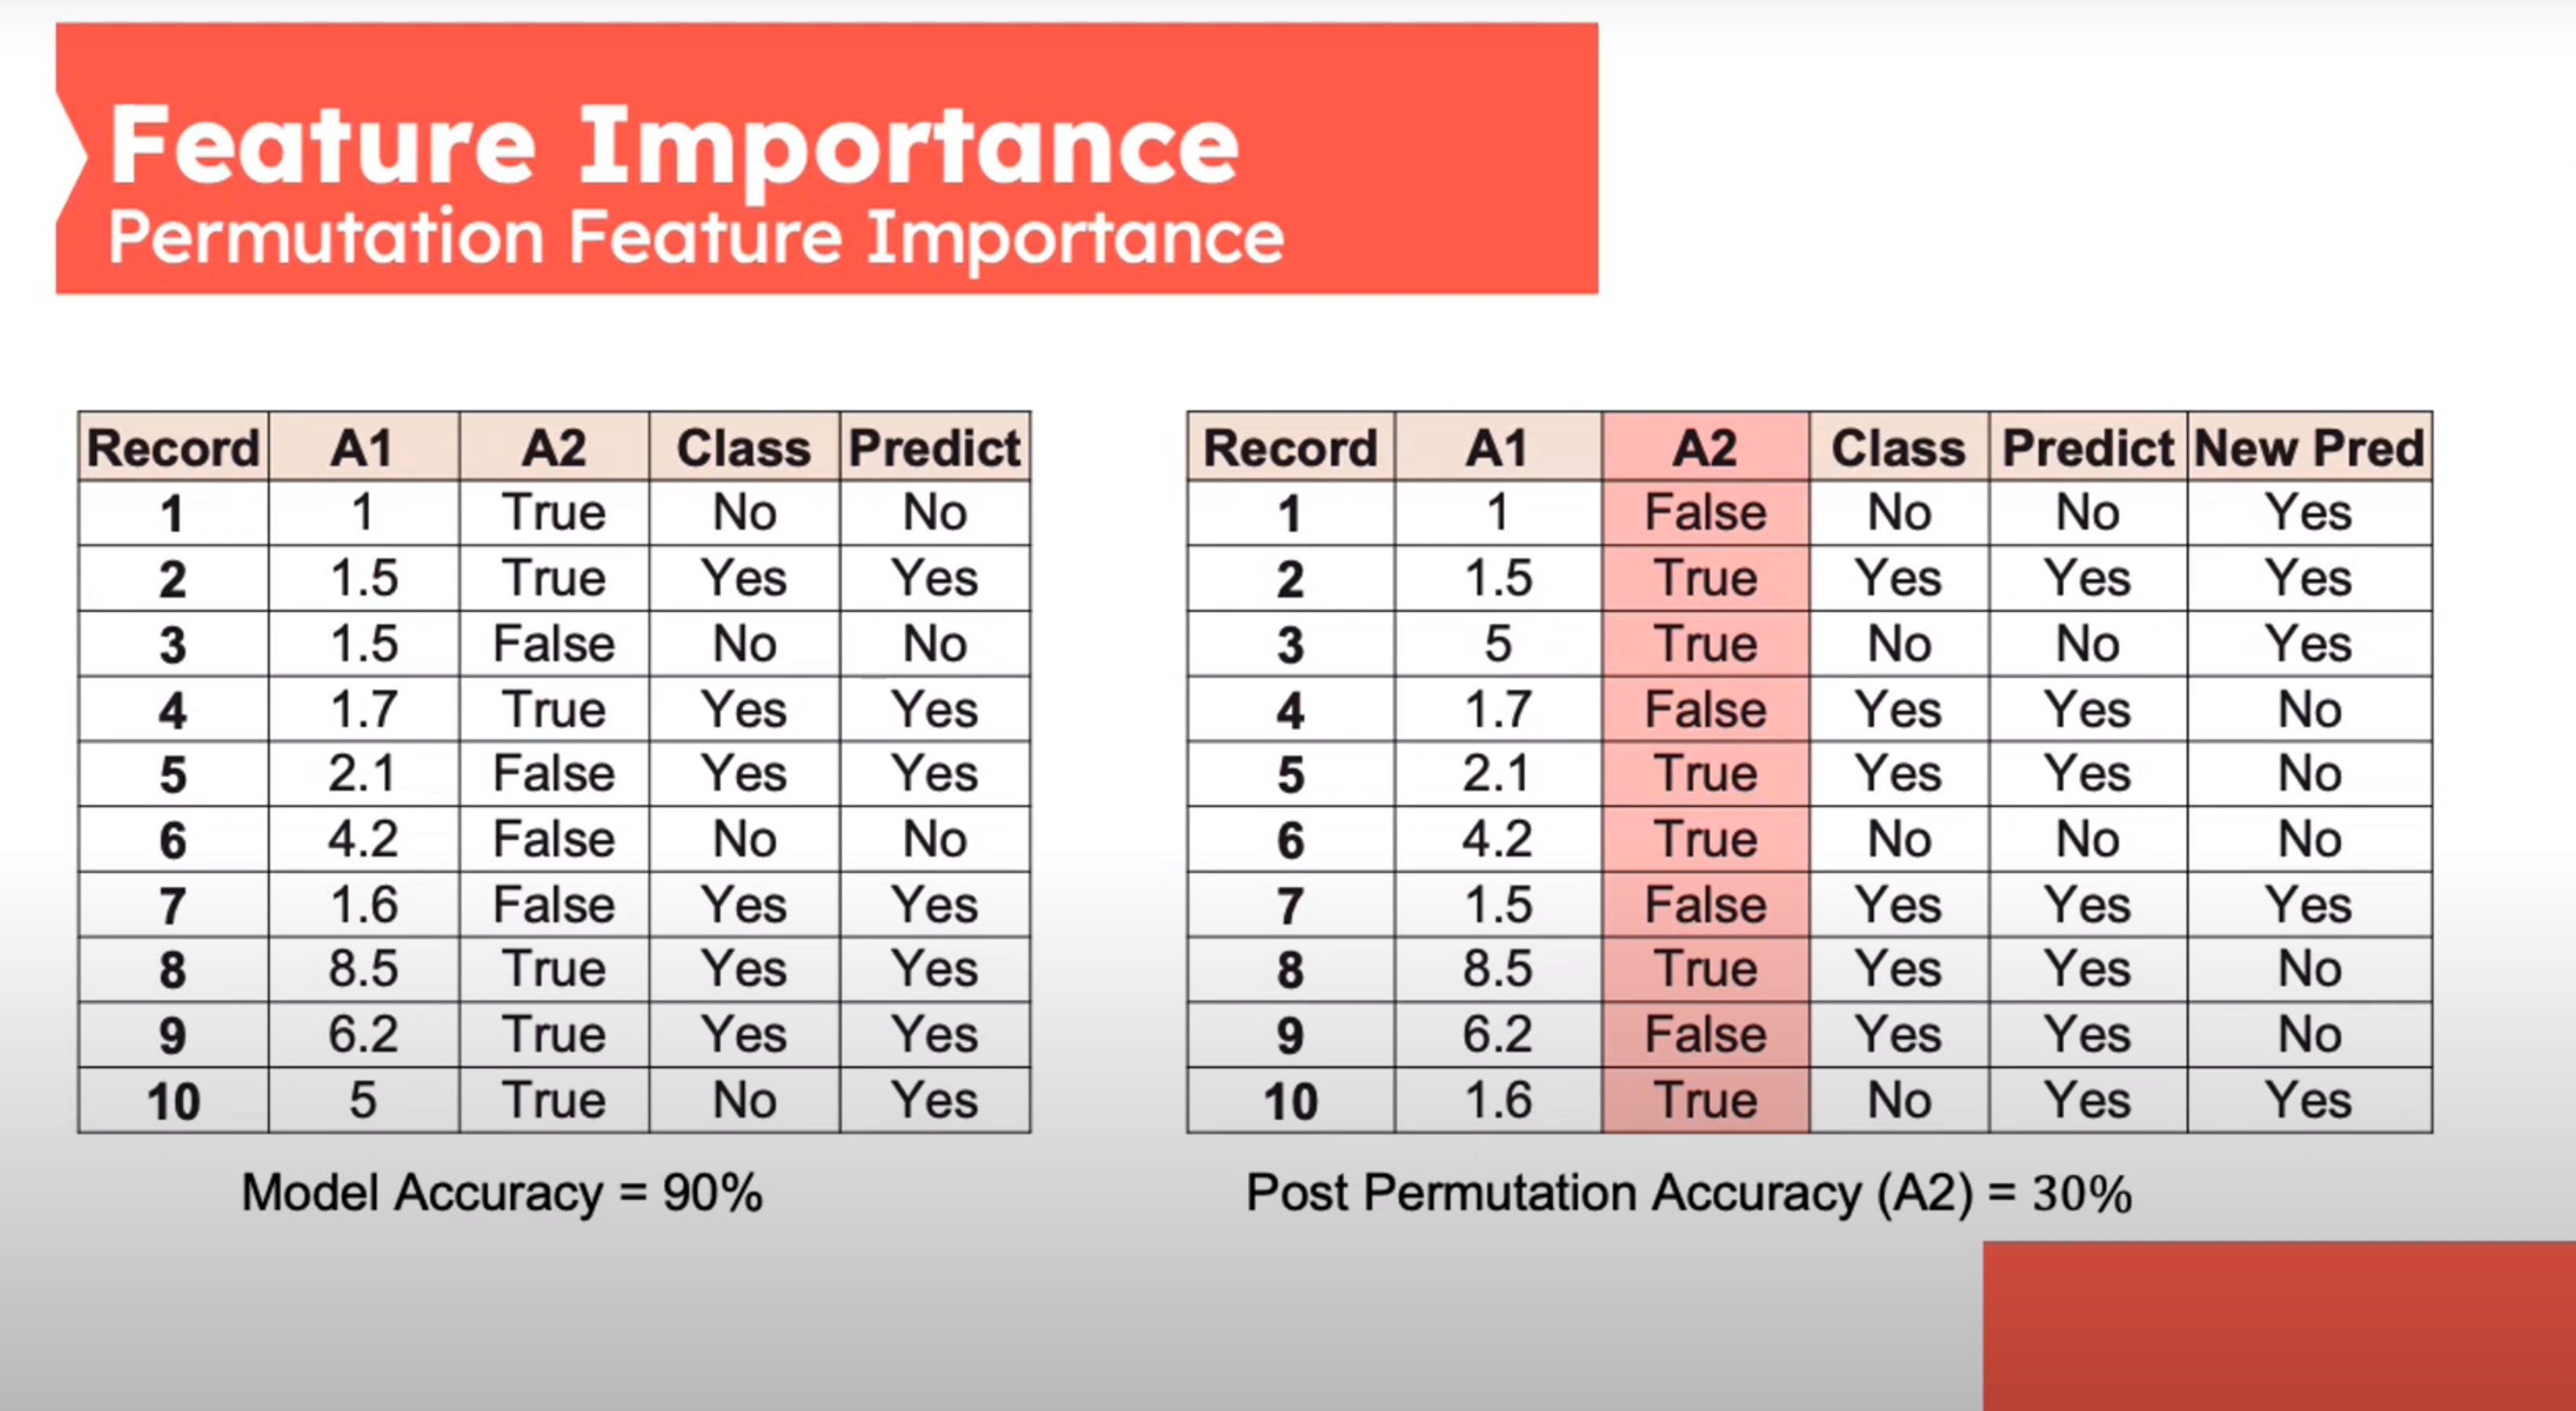 Feature Importance
Permutation Feature Importance
Record A1 A2 Class Predict
1 1 True No No
2 1.5 True Yes Yes
3 1.5 False No No
4 1.7 True Yes Yes
5 2.1 False Yes Yes
6 4.2 False No No
7 1.6 False Yes Yes
8 8.5 True Yes Yes
9 6.2 True Yes Yes
10 5 True No Yes
Model Accuracy = 90%
Record A1 A2 Class Predict New Pred
1 1 False No No Yes
2 1.5 True Yes Yes Yes
3 5 True No No Yes
4 1.7 False Yes Yes No
5 2.1 True Yes Yes No
6 4.2 True No No No
7 1.5 False Yes Yes Yes
8 8.5 True Yes Yes No
9 6.2 False Yes Yes No
10 1.6 True No Yes Yes
Post Permutation Accuracy (A2) = 30%